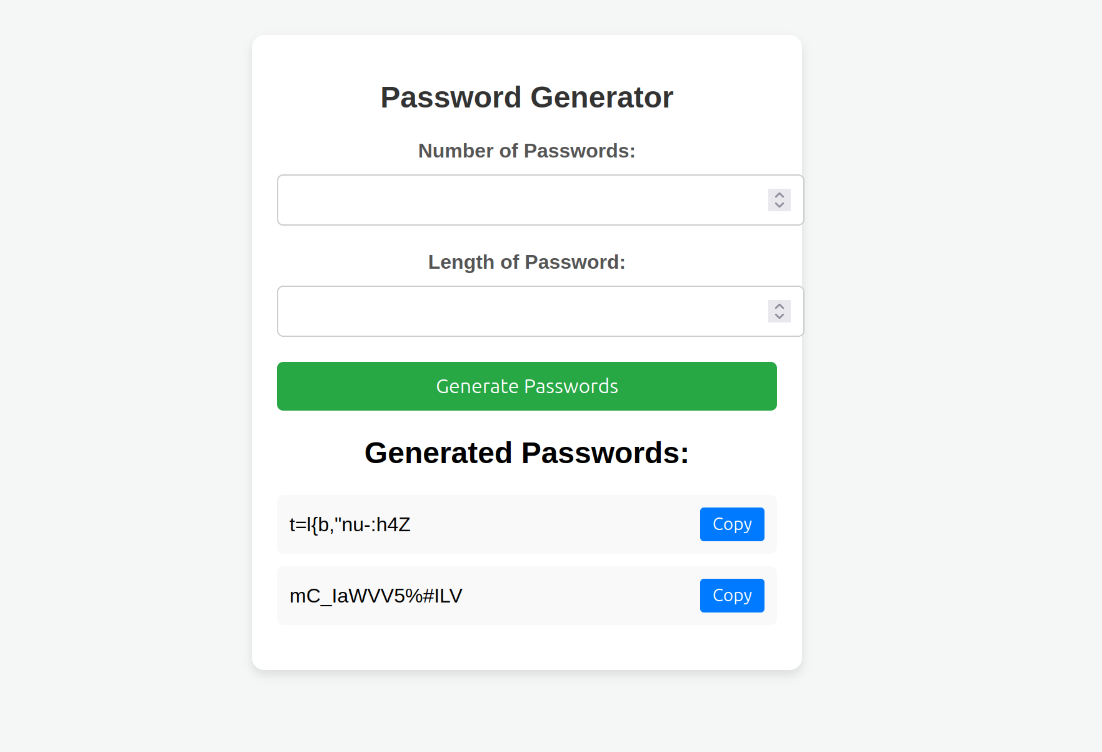 Password Generator
Number of Passwords:
Length of Password:
Generate Passwords
Generated Passwords:
t=l{b,"nu-:h4Z
Copy
mC_IaWVV5%#ILV
Copy